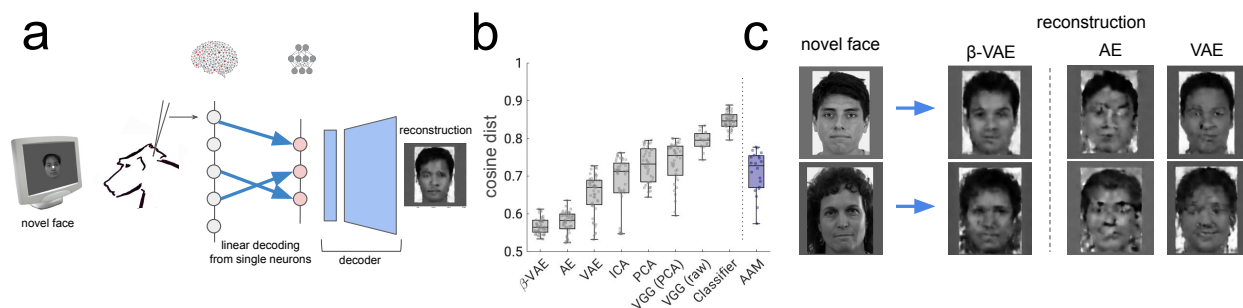 a
novel face
linear decoding
from single neurons
decoder
reconstruction
b
cosine dist
1
0.9
0.8
0.7
0.6
0.5
β-VAE
AE
VAE
ICA
PCA
VGG (PCA)
VGG (raw)
Classifier
AAM
c
reconstruction
novel face
β-VAE
AE
VAE